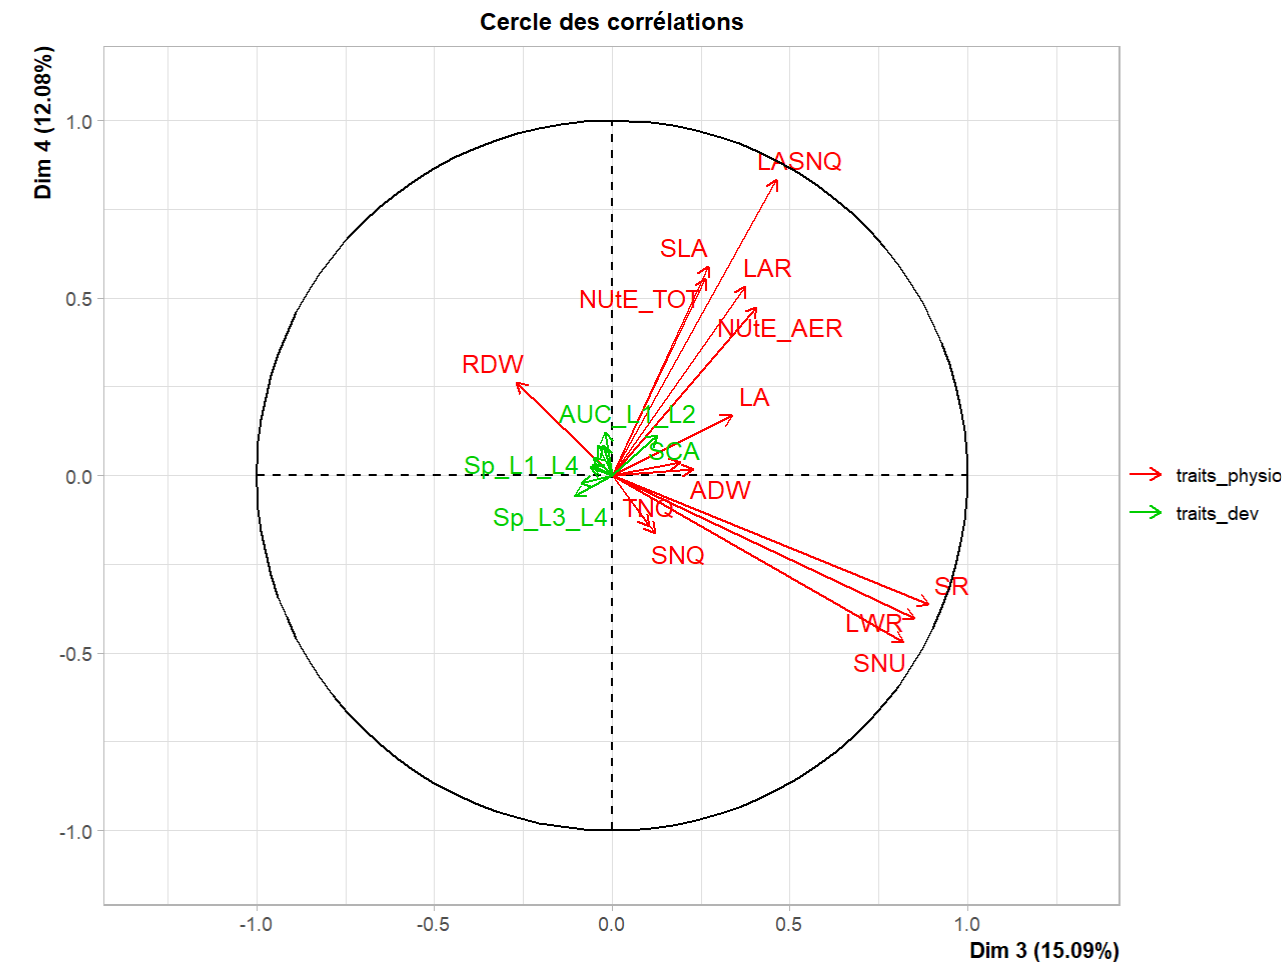 Cercle des corrélations
Dim 4 (12.08%)
1.0
0.5
0.0
-0.5
-1.0
LASNQ
SLA
LAR
NUtE_TOT
NUtE_AER
RDW
LA
AUC_L1_L2
SCA
Sp_L1_L4
ADW
Sp_L3_L4
TNQ
SNQ
SR
LWR
SNU
traits_physio
traits_dev
-1.0
-0.5
0.0
0.5
1.0
Dim 3 (15.09%)